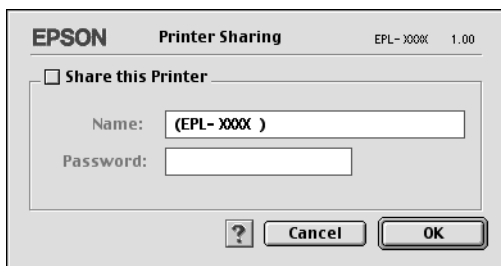 EPSON Printer Sharing EPL-XXXX 1.00
Share this Printer
Name: (EPL-XXXX )
Password:
? Cancel OK